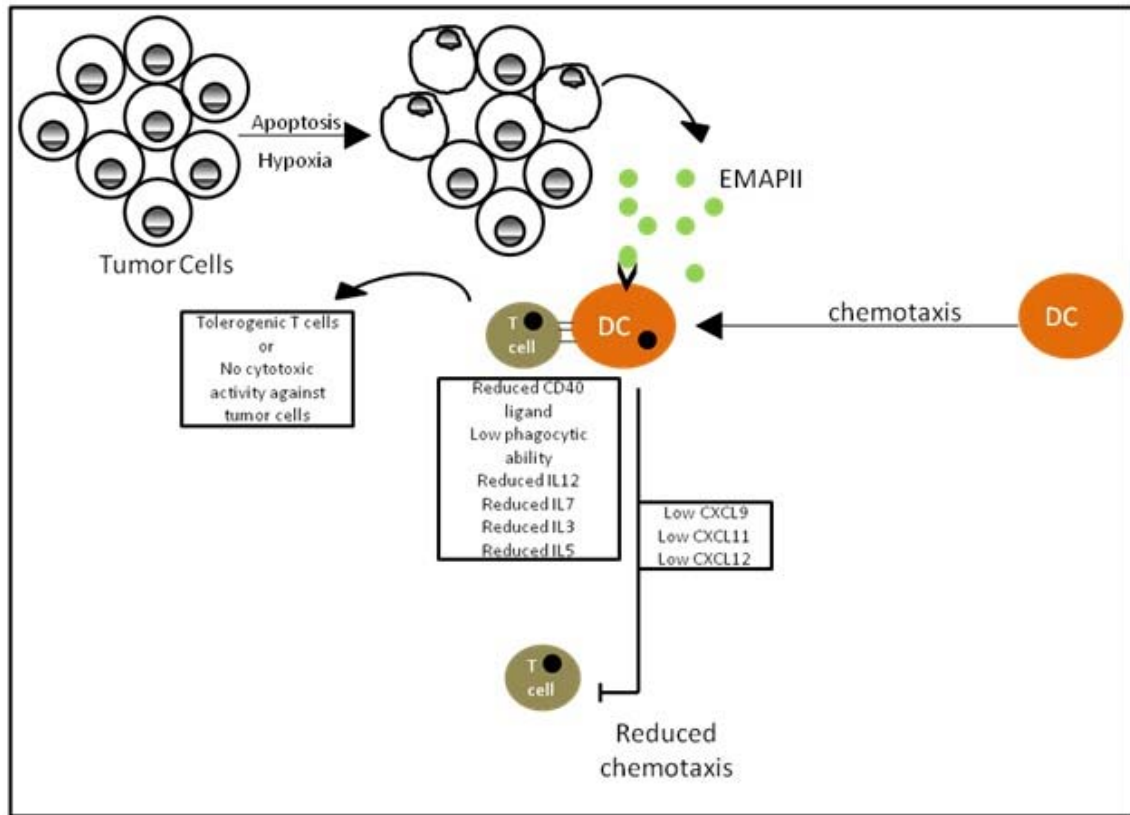 Apoptosis
Hypoxia
EMAPII
Tumor Cells
chemotaxis
DC
DC
T
cell
Tolerogenic T cells
or
No cytotoxic
activity against
tumor cells
Reduced CD40
ligand
Low phagocytic
ability
Reduced IL12
Reduced IL7
Reduced IL3
Reduced IL5
Low CXCL9
Low CXCL11
Low CXCL12
T
cell
Reduced
chemotaxis